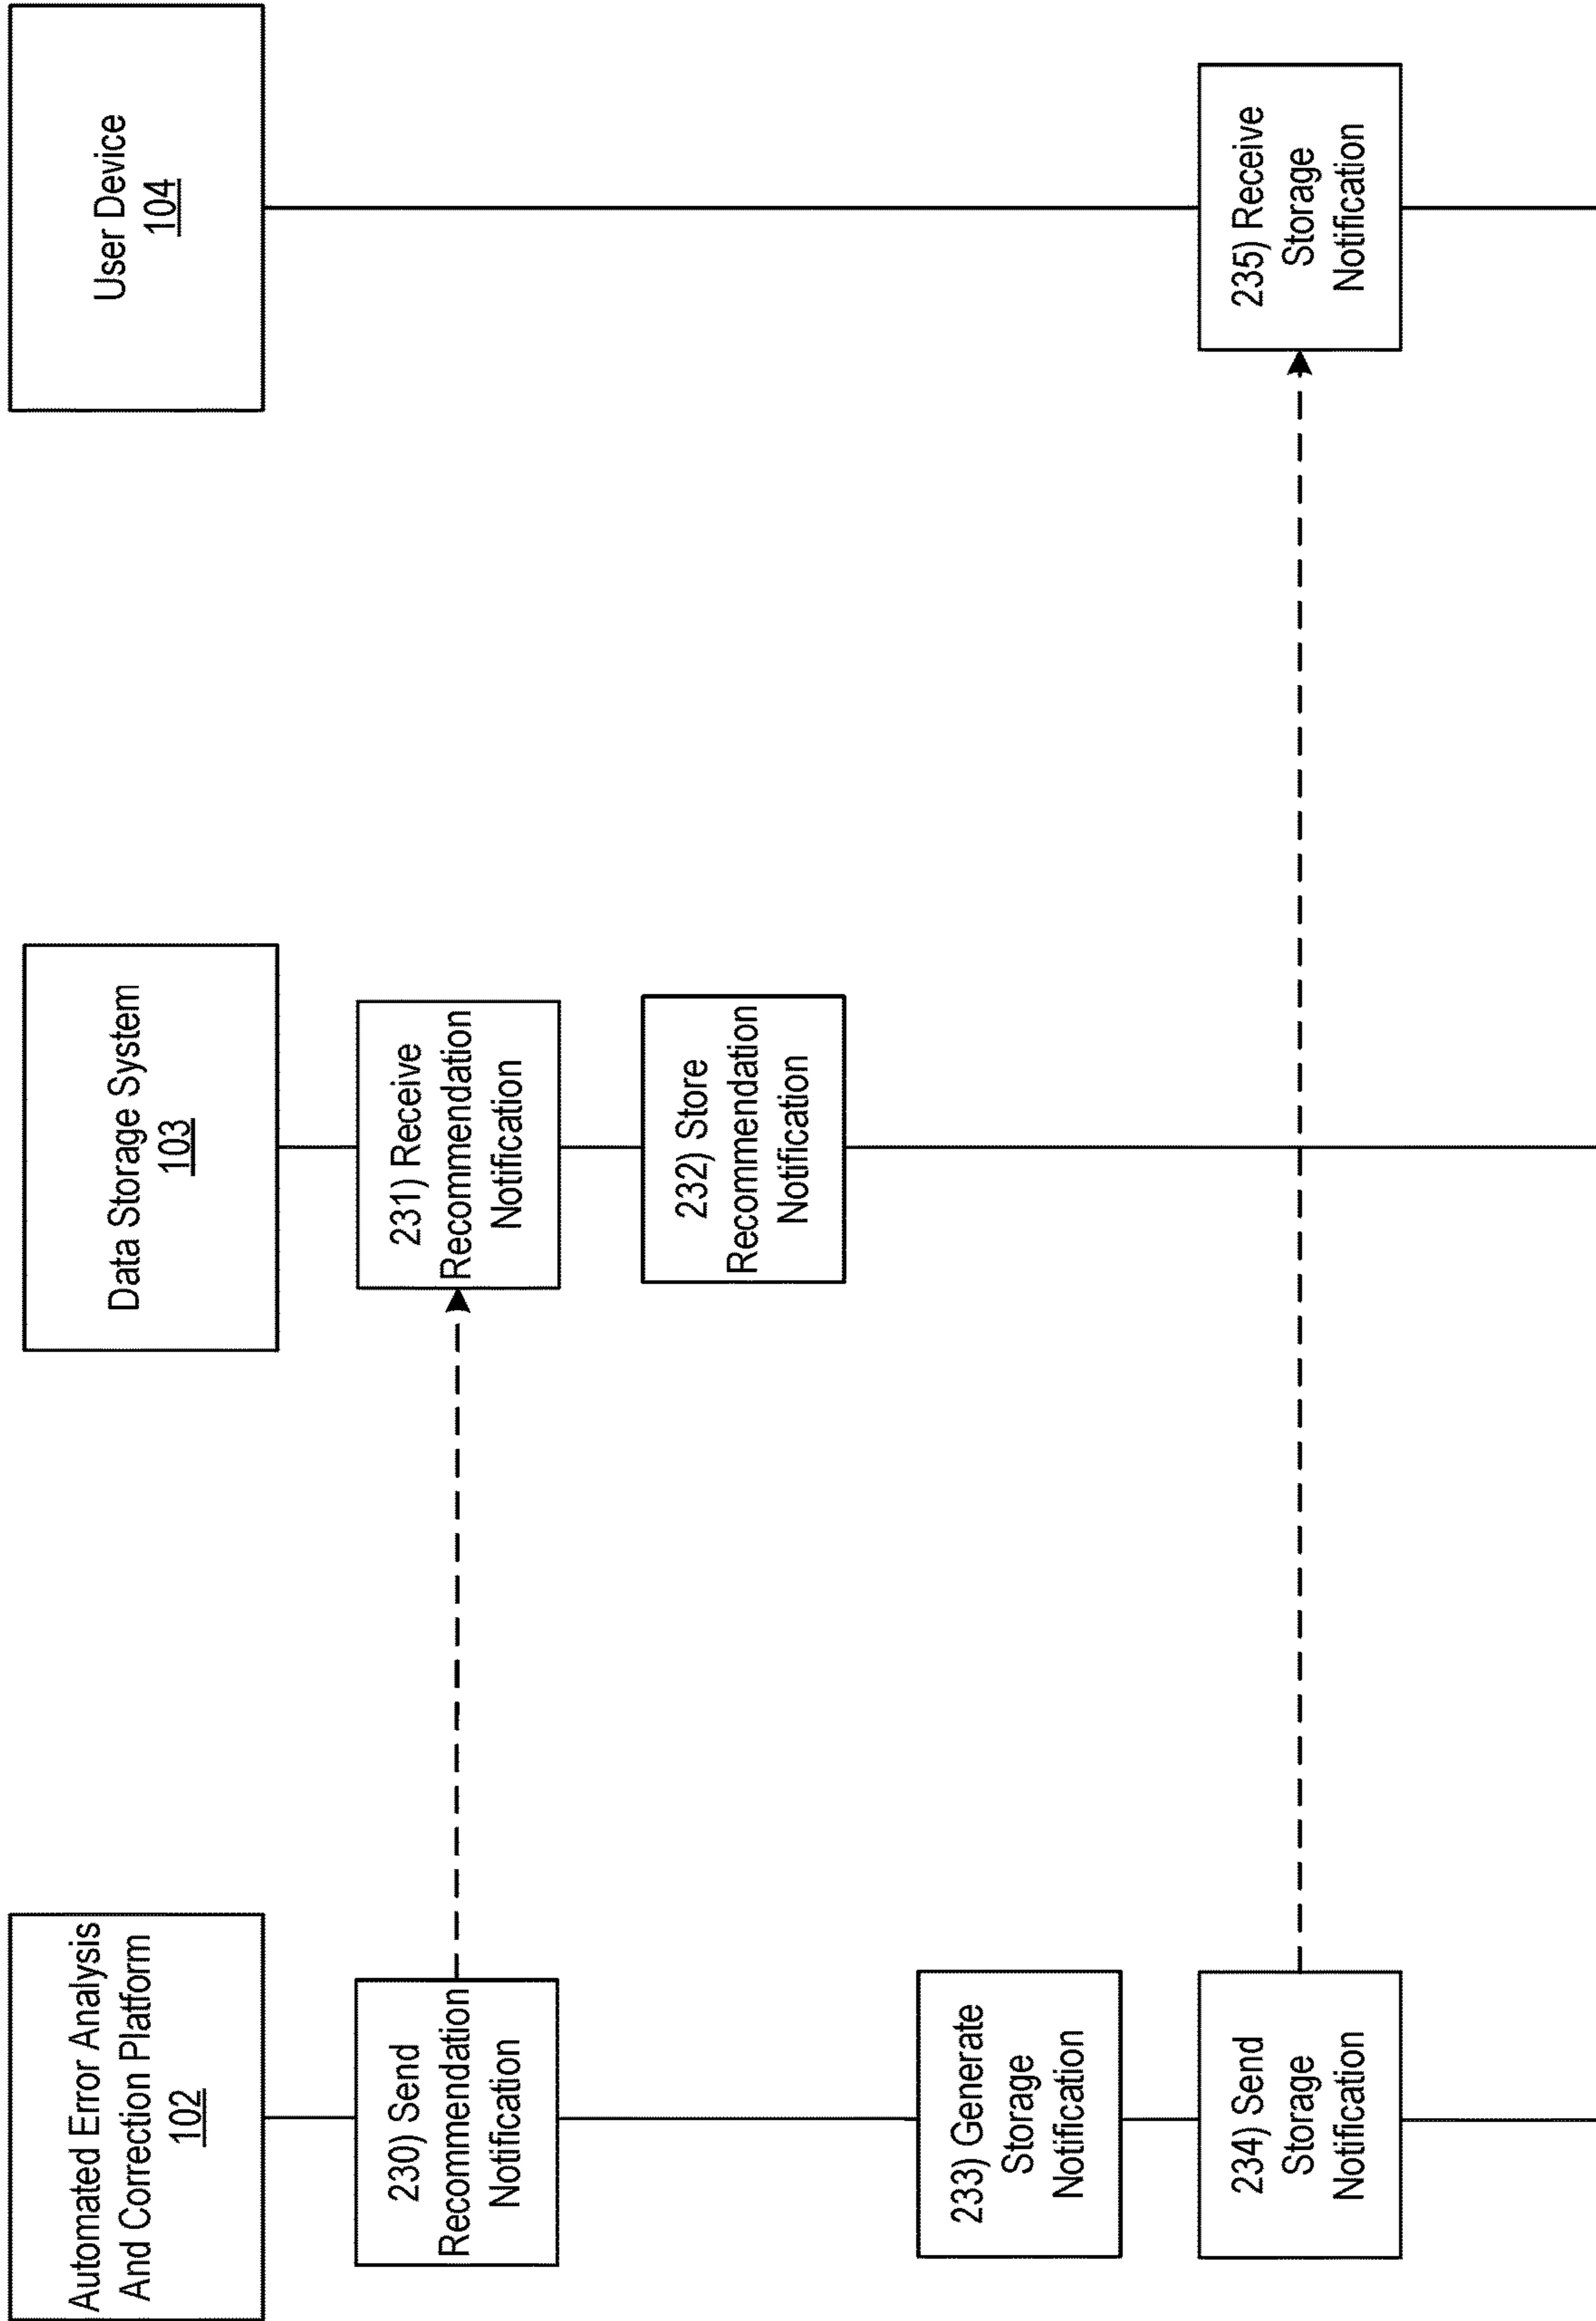 Automated Error Analysis
And Correction Platform
102
Data Storage System
103
User Device
104
230) Send
Recommendation
Notification
231) Receive
Recommendation
Notification
232) Store
Recommendation
Notification
233) Generate
Storage
Notification
234) Send
Storage
Notification
235) Receive
Storage
Notification